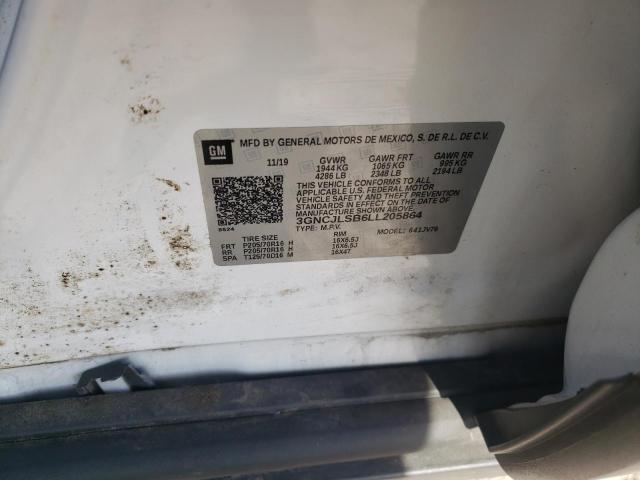 GM
MFD BY GENERAL MOTORS DE MEXICO, S. DE R.L. DE C.V.
11/19 GVWR GAWR FRT GAWR RR
1944 KG 1065 KG 995 KG
4286 LB 2348 LB 2194 LB
THIS VEHICLE CONFORMS TO ALL
APPLICABLE U.S. FEDERAL MOTOR
VEHICLE SAFETY AND THEFT
PREVENTION STANDARDS IN EFFECT
ON THE DATE OF
MANUFACTURE SHOWN ABOVE.
3GNCJLSB6LL205864
8624
TYPE: M.P.V. MODEL: 641JV76
TIRE SIZE RIM
FRT P205/70R16 H 16X6.5J
RR P205/70R16 H 16X6.5J
SPA T125/70D16 M 16X4T